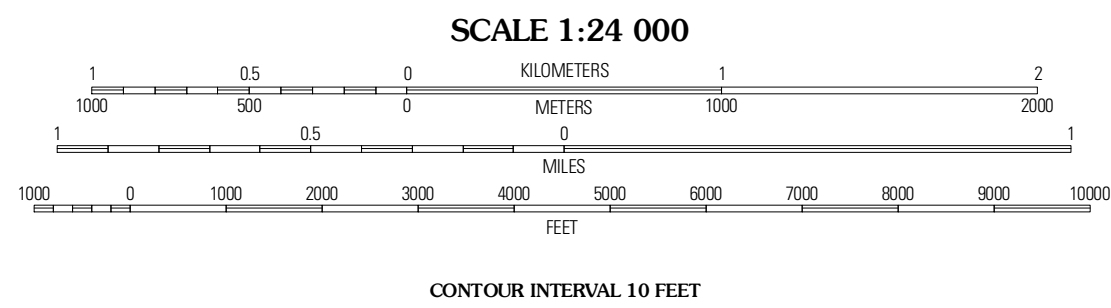 SCALE 1:24 000
1 0.5 0 KILOMETERS 1 2
1000 500 0 METERS 1000 2000
1 0.5 0 1
MILES
1000 0 1000 2000 3000 4000 5000 6000 7000 8000 9000 10000
FEET
CONTOUR INTERVAL 10 FEET